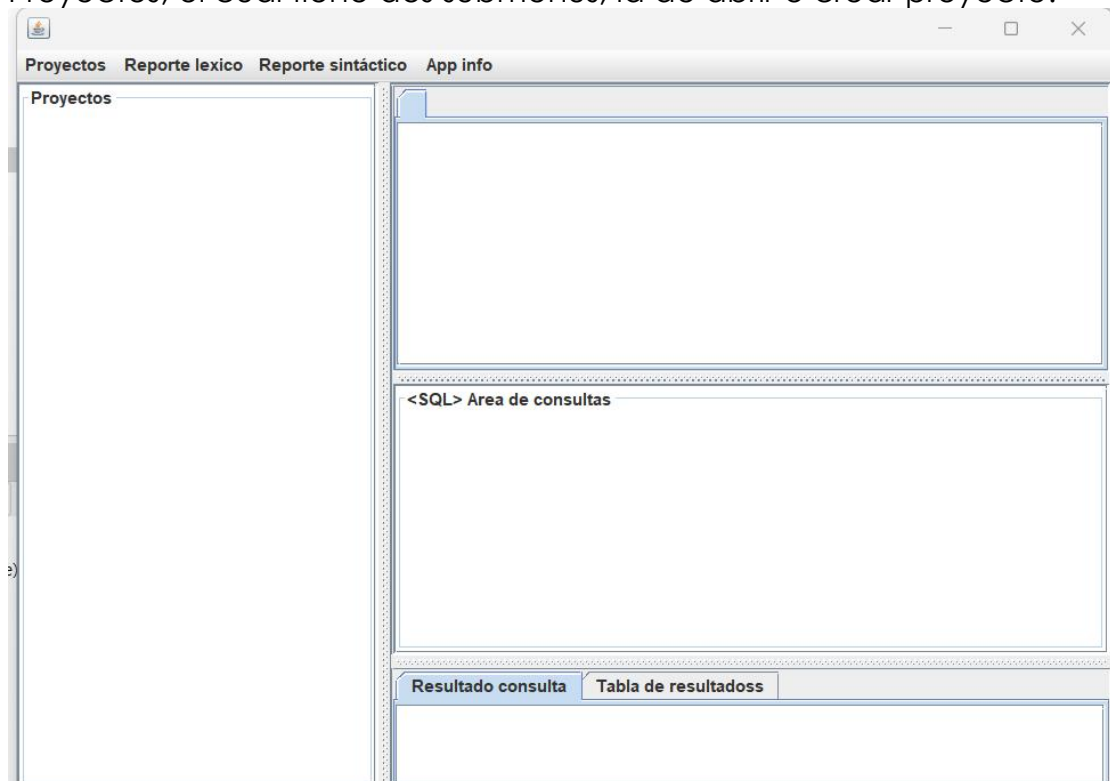 Proyectos, el cual tiene dos submenús, la de abrir o crear proyecto.
Proyectos Reporte lexico Reporte sintáctico App info
Proyectos
<SQL> Area de consultas
e)
Resultado consulta Tabla de resultadoss